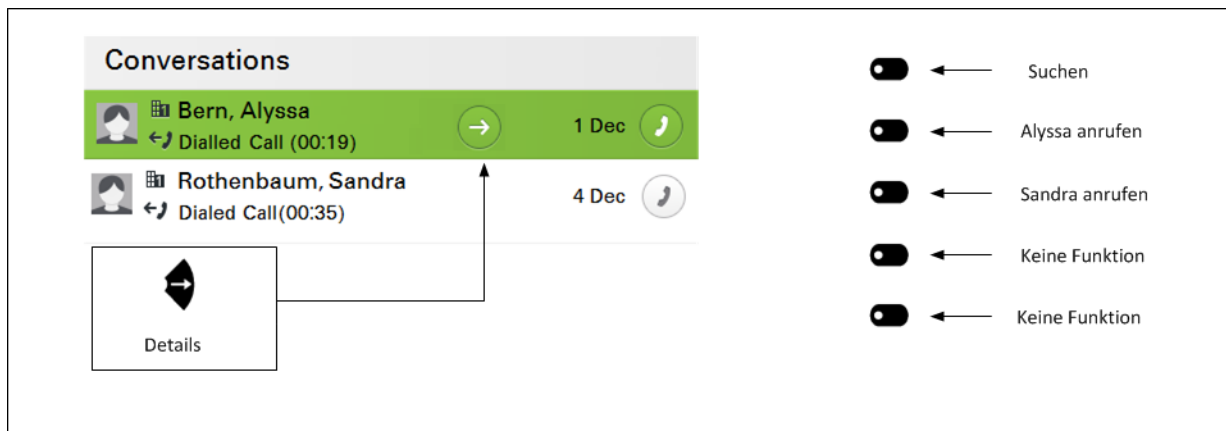 Conversations
Bern, Alyssa
Dialled Call (00:19)
1 Dec
Rothenbaum, Sandra
Dialed Call(00:35)
4 Dec
Details
Suchen
Alyssa anrufen
Sandra anrufen
Keine Funktion
Keine Funktion